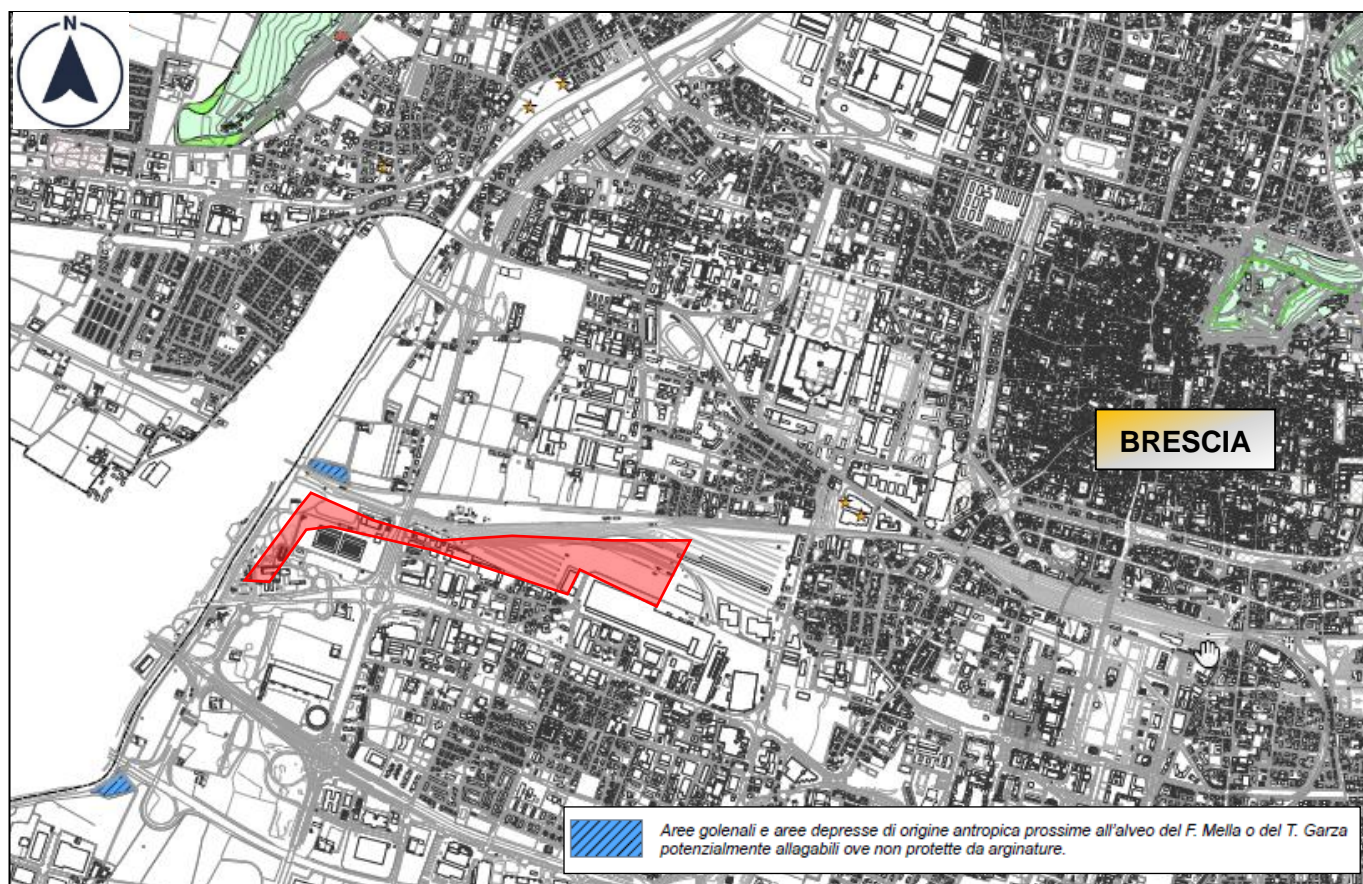 N
BRESCIA
Aree golenali e aree depresse di origine antropica prossime all'alveo del F. Mella o del T. Garza
potenzialmente allagabili ove non protette da arginature.